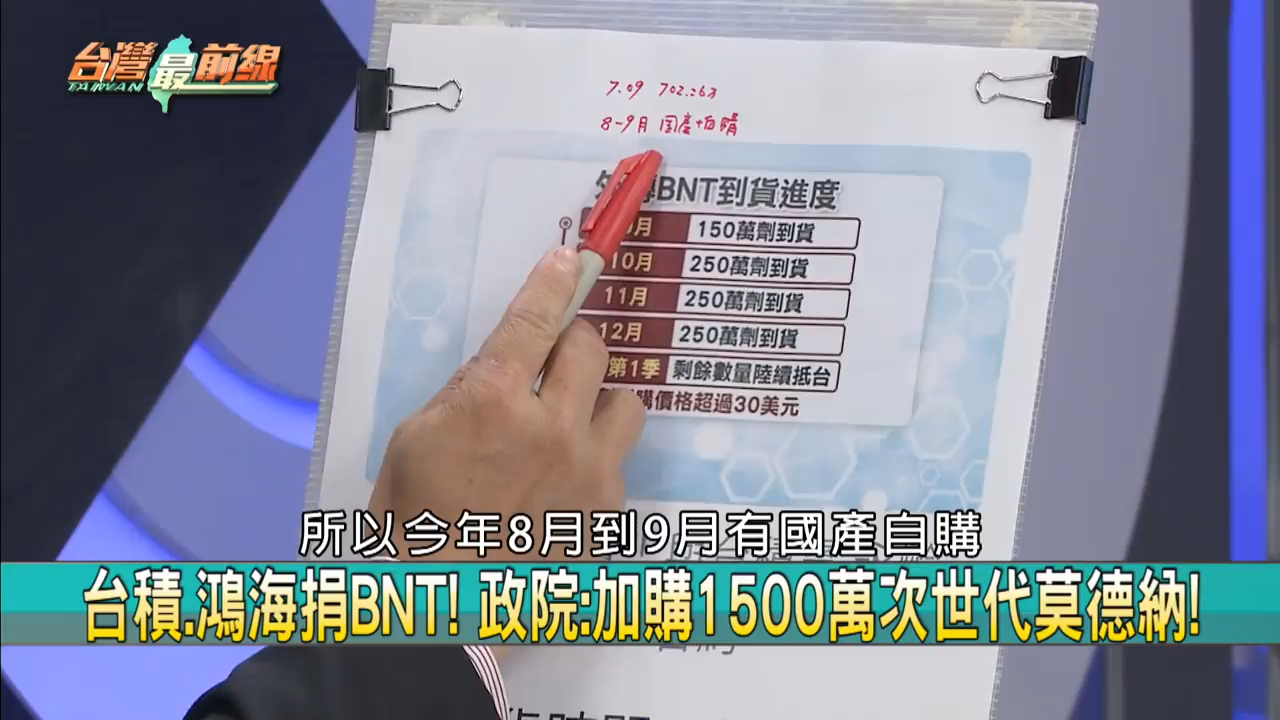 台灣最前線
TAIWAN
7.09 702.26万
8-9月 国產+自購
BNT到貨進度
月 150萬劑到貨
10月 250萬劑到貨
11月 250萬劑到貨
12月 250萬劑到貨
第1季 剩餘數量陸續抵台
購價格超過30美元
所以今年8月到9月有國產自購
台積.鴻海捐BNT! 政院:加購1500萬次世代莫德納!